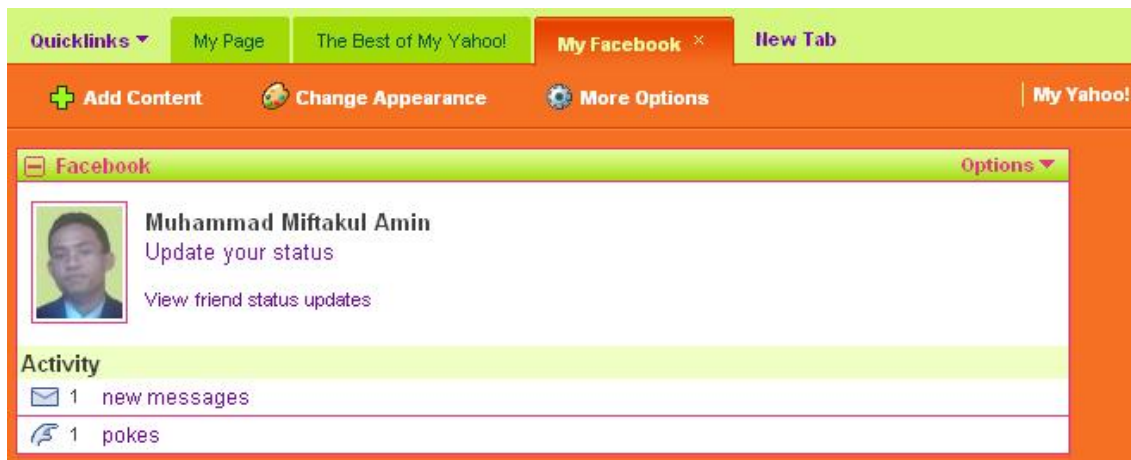 Quicklinks My Page The Best of My Yahoo! My Facebook × New Tab
Add Content Change Appearance More Options My Yahoo!
Facebook Options
Muhammad Miftakul Amin
Update your status
View friend status updates
Activity
1 new messages
1 pokes